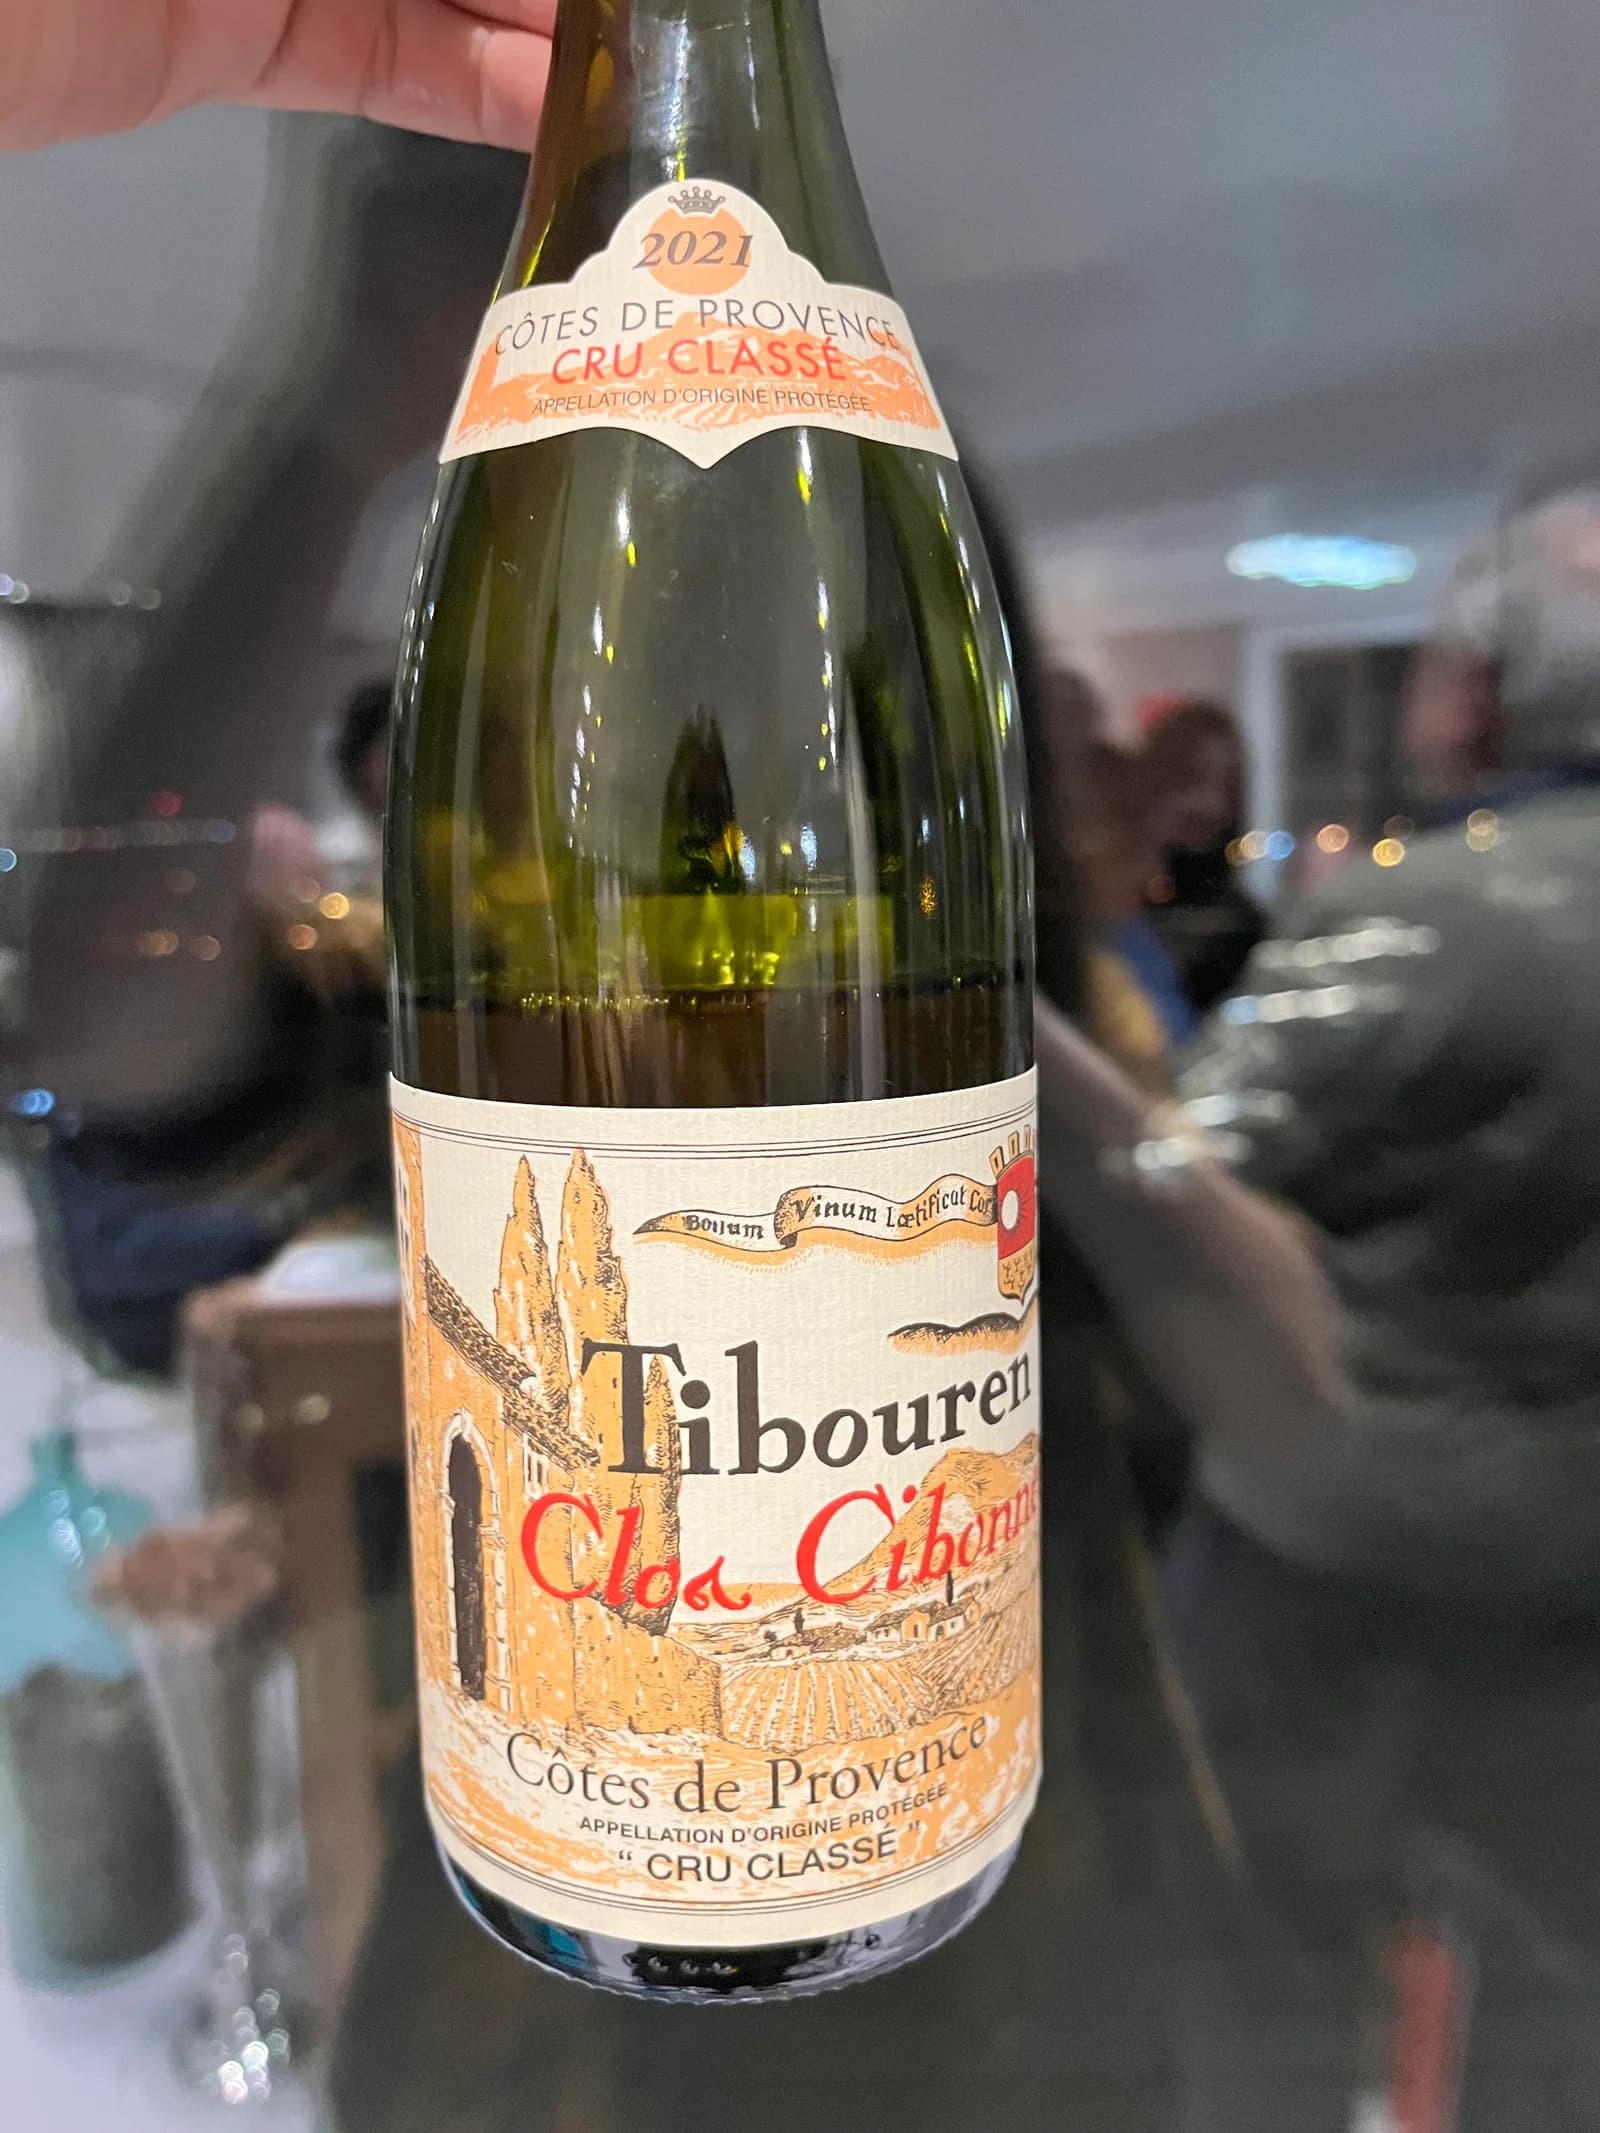 2021
CÔTES DE PROVENCE
CRU CLASSÉ
APPELLATION D'ORIGINE PROTÉGÉE
Bonum Vinum Lœtificat Cor
Tibouren
Clos Cibonne
Côtes de Provence
APPELLATION D'ORIGINE PROTÉGÉE
“ CRU CLASSÉ ”